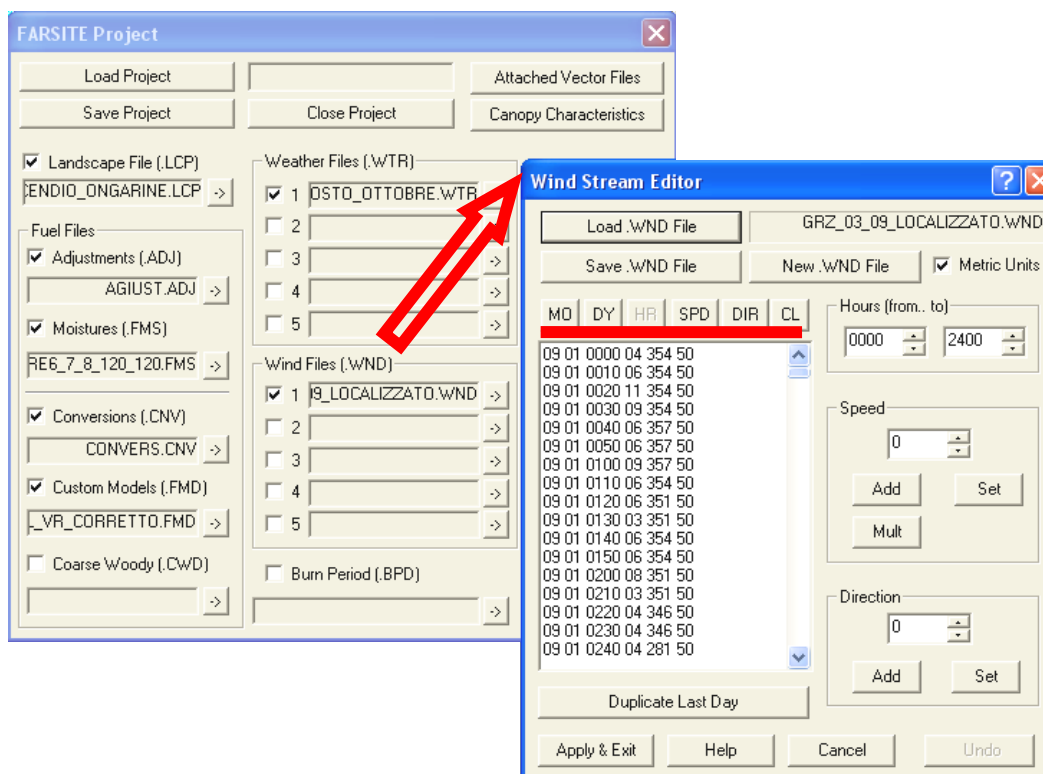 FARSITE Project
Load Project
Attached Vector Files
Save Project
Close Project
Canopy Characteristics
Landscape File (.LCP)
ENDIO_ONGARINE.LCP ->
Fuel Files
Adjustments (.ADJ)
AGIUST.ADJ ->
Moistures (.FMS)
RE6_7_8_120_120.FMS ->
Conversions (.CNV)
CONVERS.CNV ->
Custom Models (.FMD)
L_VR_CORRETTO.FMD ->
Coarse Woody (.CWD)
->
Weather Files (.WTR)
1 OSTO_OTTOBRE.WTR
2
3 ->
4 ->
5 ->
Wind Files (.WND)
1 09_LOCALIZZATO.WND ->
2 ->
3 ->
4 ->
5 ->
Burn Period (.BPD)
->
Wind Stream Editor
Load .WND File
GRZ_03_09_LOCALIZZATO.WND
Save .WND File
New .WND File
Metric Units
MO DY HR SPD DIR CL
09 01 0000 04 354 50
09 01 0010 06 354 50
09 01 0020 11 354 50
09 01 0030 09 354 50
09 01 0040 06 357 50
09 01 0050 06 357 50
09 01 0100 09 357 50
09 01 0110 06 354 50
09 01 0120 06 351 50
09 01 0130 03 351 50
09 01 0140 06 354 50
09 01 0150 06 354 50
09 01 0200 08 351 50
09 01 0210 03 351 50
09 01 0220 04 346 50
09 01 0230 04 346 50
09 01 0240 04 281 50
Duplicate Last Day
Hours (from.. to)
0000 2400
Speed
0
Add Set
Mult
Direction
0
Add Set
Apply & Exit
Help
Cancel
Undo